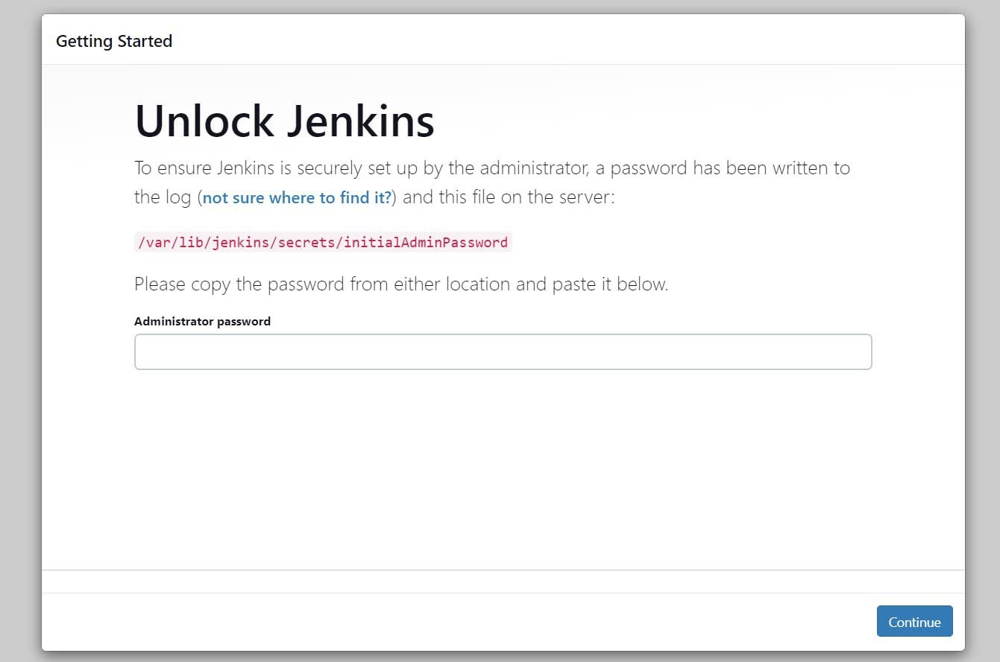 Getting Started
Unlock Jenkins
To ensure Jenkins is securely set up by the administrator, a password has been written to
the log (not sure where to find it?) and this file on the server:
/var/lib/jenkins/secrets/initialAdminPassword
Please copy the password from either location and paste it below.
Administrator password
Continue